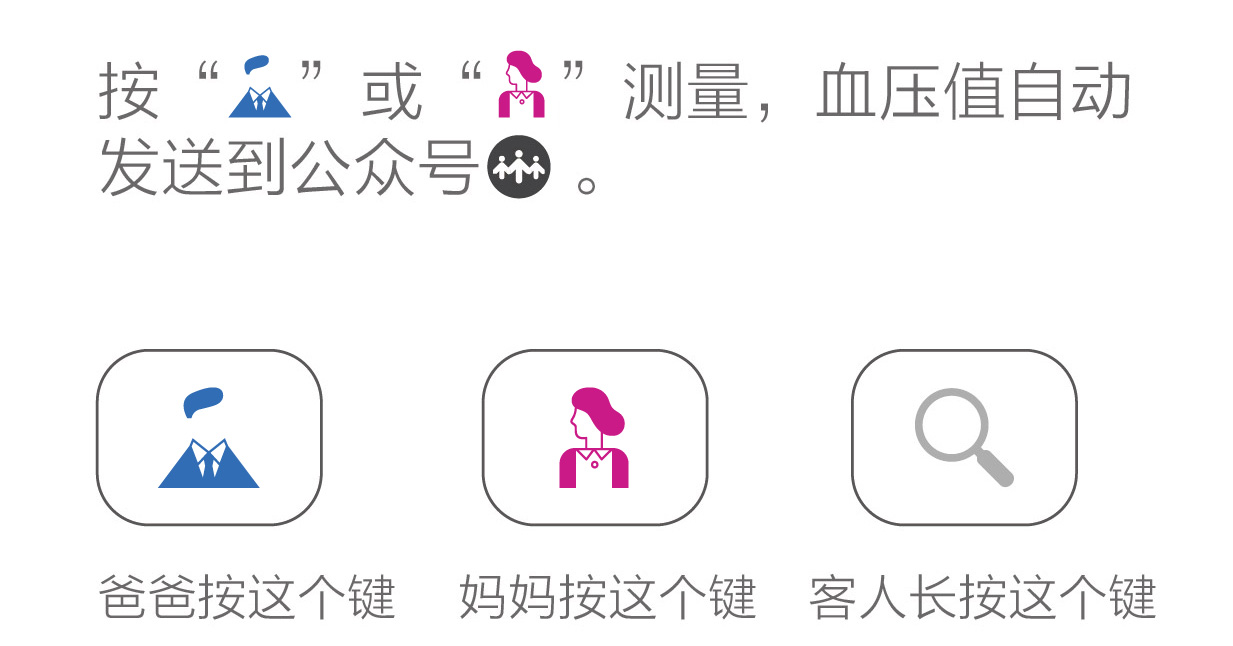 按“”或“”测量，血压值自动
发送到公众号。
爸爸按这个键
妈妈按这个键
客人长按这个键